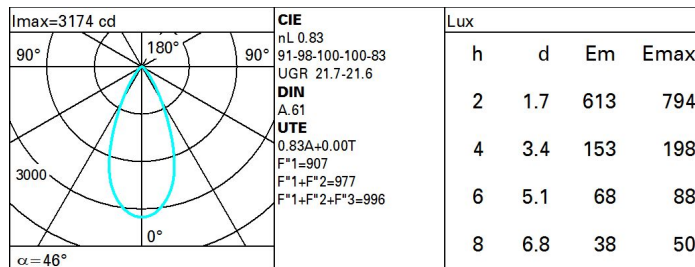 Imax=3174 cd
90° 180° 90°
3000
0°
α=46°
CIE
nL 0.83
91-98-100-100-83
UGR 21.7-21.6
DIN
A.61
UTE
0.83A+0.00T
F"1=907
F"1+F"2=977
F"1+F"2+F"3=996
Lux
h d Em Emax
2 1.7 613 794
4 3.4 153 198
6 5.1 68 88
8 6.8 38 50